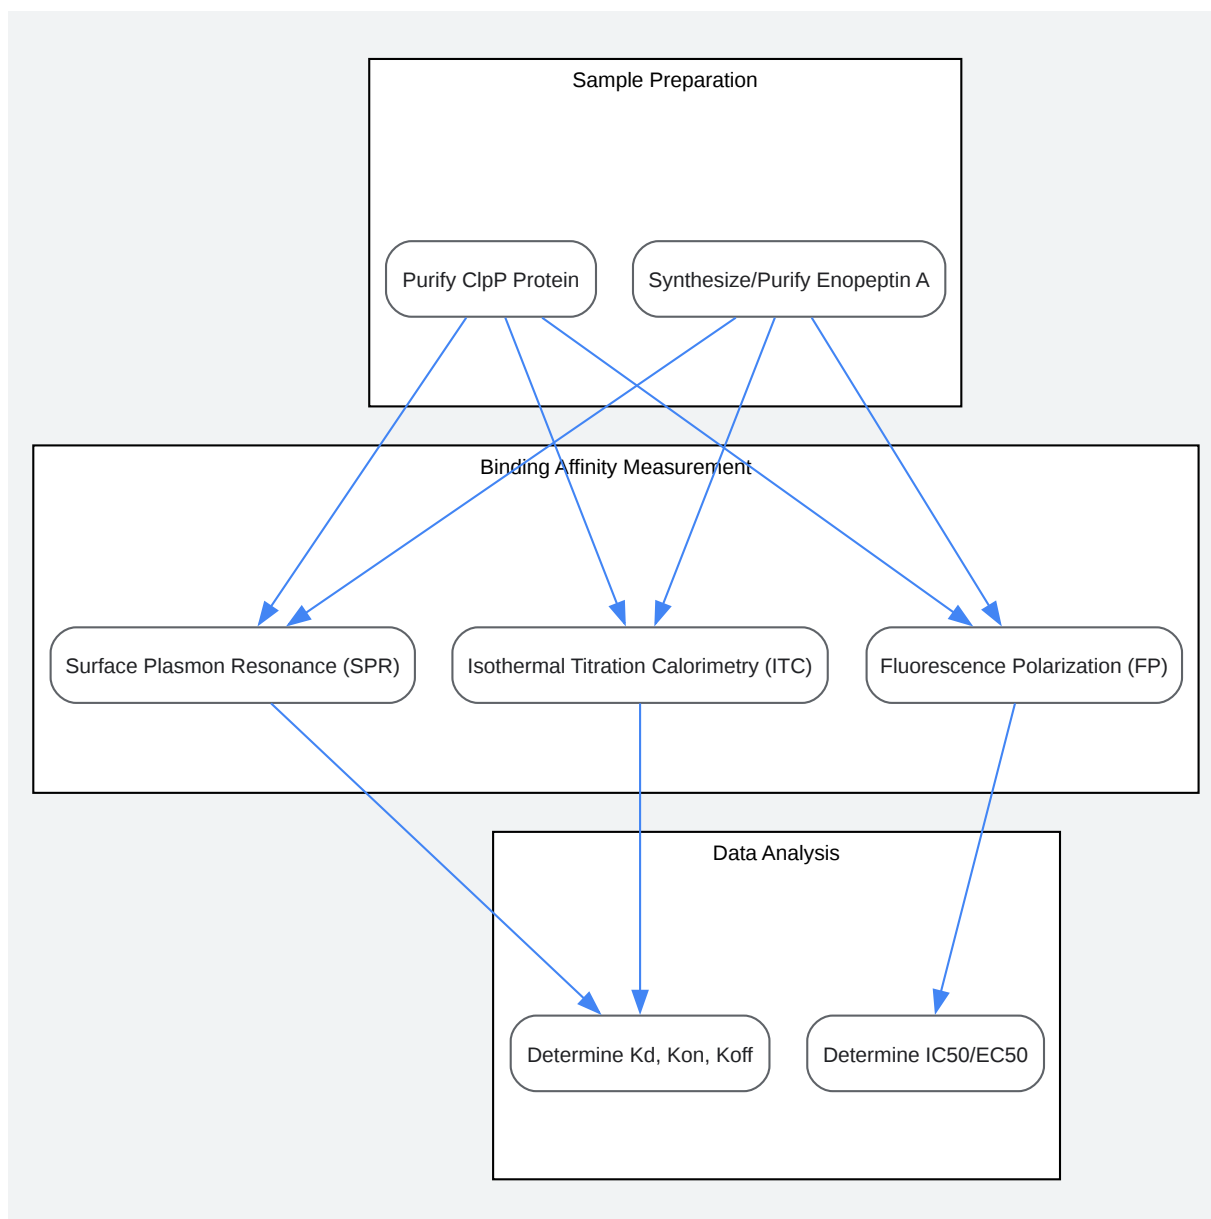 Sample Preparation
Purify ClpP Protein
Synthesize/Purify Enopeptin A
Binding Affinity Measurement
Surface Plasmon Resonance (SPR)
Isothermal Titration Calorimetry (ITC)
Fluorescence Polarization (FP)
Data Analysis
Determine Kd, Kon, Koff
Determine IC50/EC50